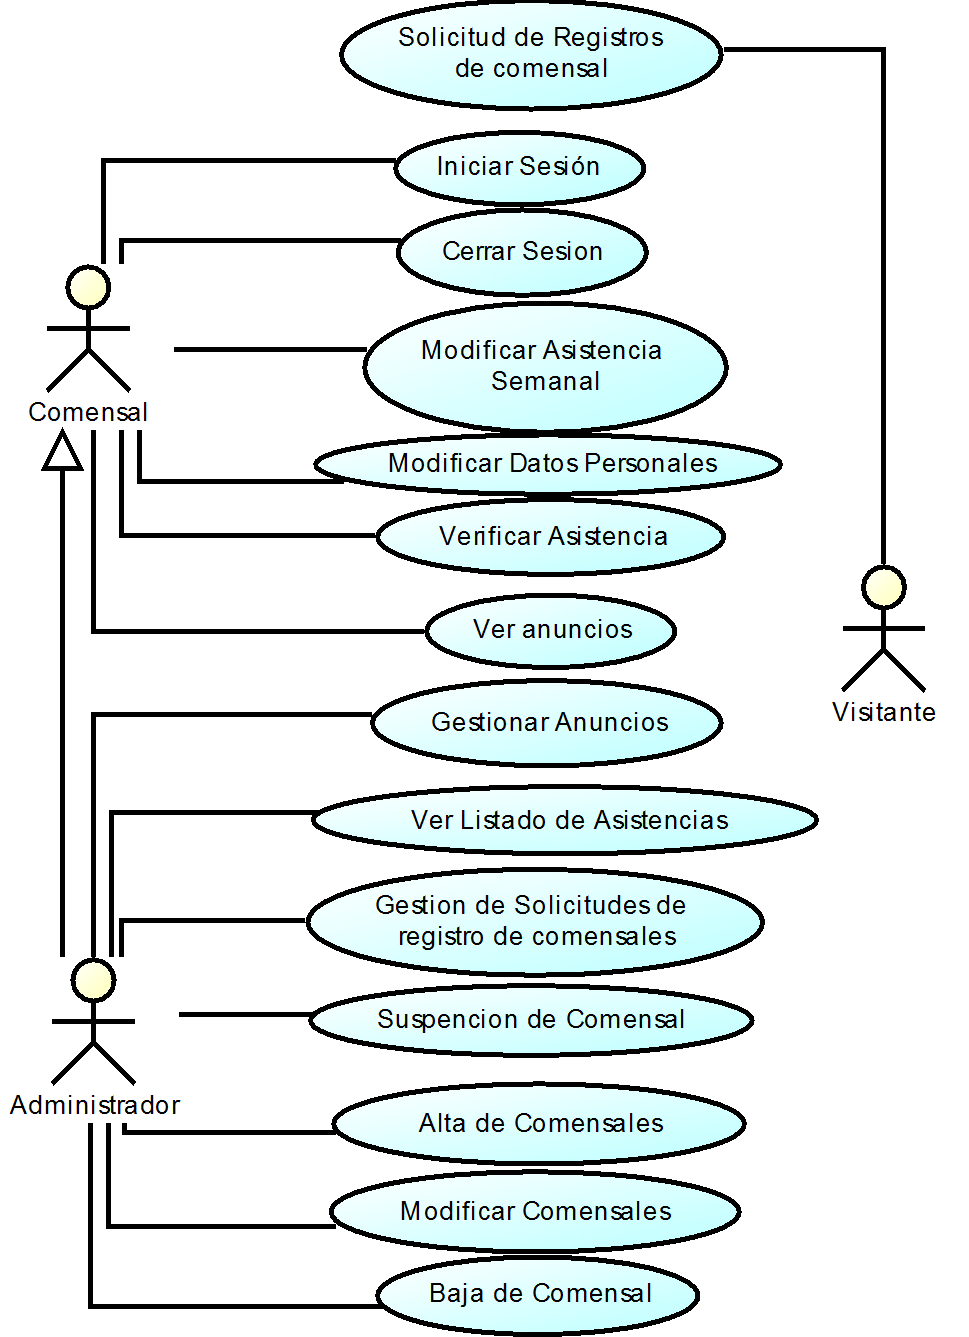 Solicitud de Registros
de comensal
Iniciar Sesión
Cerrar Sesion
Modificar Asistencia
Semanal
Comensal
Modificar Datos Personales
Verificar Asistencia
Ver anuncios
Visitante
Gestionar Anuncios
Ver Listado de Asistencias
Gestion de Solicitudes de
registro de comensales
Suspencion de Comensal
Administrador
Alta de Comensales
Modificar Comensales
Baja de Comensal